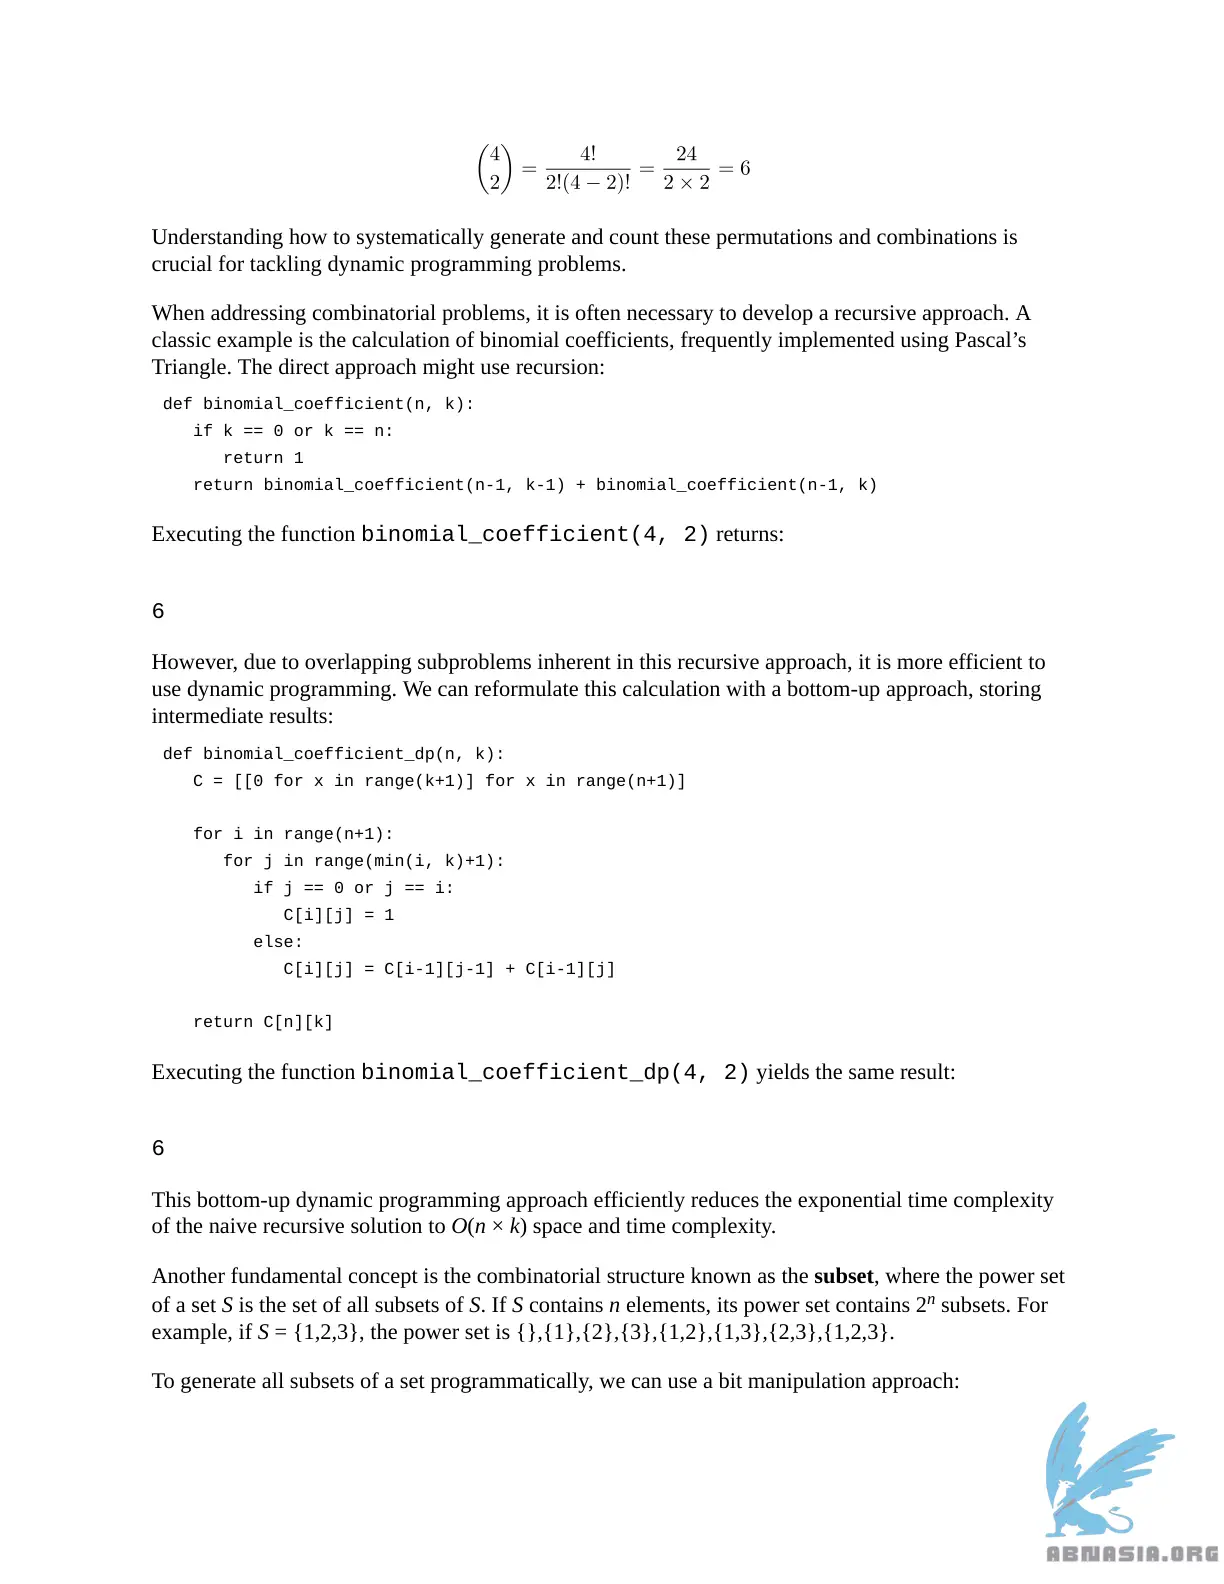 (4 2) = 4! / 2!(4 − 2)! = 24 / 2 × 2 = 6
Understanding how to systematically generate and count these permutations and combinations is
crucial for tackling dynamic programming problems.
When addressing combinatorial problems, it is often necessary to develop a recursive approach. A
classic example is the calculation of binomial coefficients, frequently implemented using Pascal’s
Triangle. The direct approach might use recursion:
def binomial_coefficient(n, k):
   if k == 0 or k == n:
      return 1
   return binomial_coefficient(n-1, k-1) + binomial_coefficient(n-1, k)
Executing the function binomial_coefficient(4, 2) returns:
6
However, due to overlapping subproblems inherent in this recursive approach, it is more efficient to
use dynamic programming. We can reformulate this calculation with a bottom-up approach, storing
intermediate results:
def binomial_coefficient_dp(n, k):
   C = [[0 for x in range(k+1)] for x in range(n+1)]
   for i in range(n+1):
      for j in range(min(i, k)+1):
         if j == 0 or j == i:
            C[i][j] = 1
         else:
            C[i][j] = C[i-1][j-1] + C[i-1][j]
   return C[n][k]
Executing the function binomial_coefficient_dp(4, 2) yields the same result:
6
This bottom-up dynamic programming approach efficiently reduces the exponential time complexity
of the naive recursive solution to O(n × k) space and time complexity.
Another fundamental concept is the combinatorial structure known as the subset, where the power set
of a set S is the set of all subsets of S. If S contains n elements, its power set contains 2ⁿ subsets. For
example, if S = {1,2,3}, the power set is {},{1},{2},{3},{1,2},{1,3},{2,3},{1,2,3}.
To generate all subsets of a set programmatically, we can use a bit manipulation approach:
ABNASIA.ORG